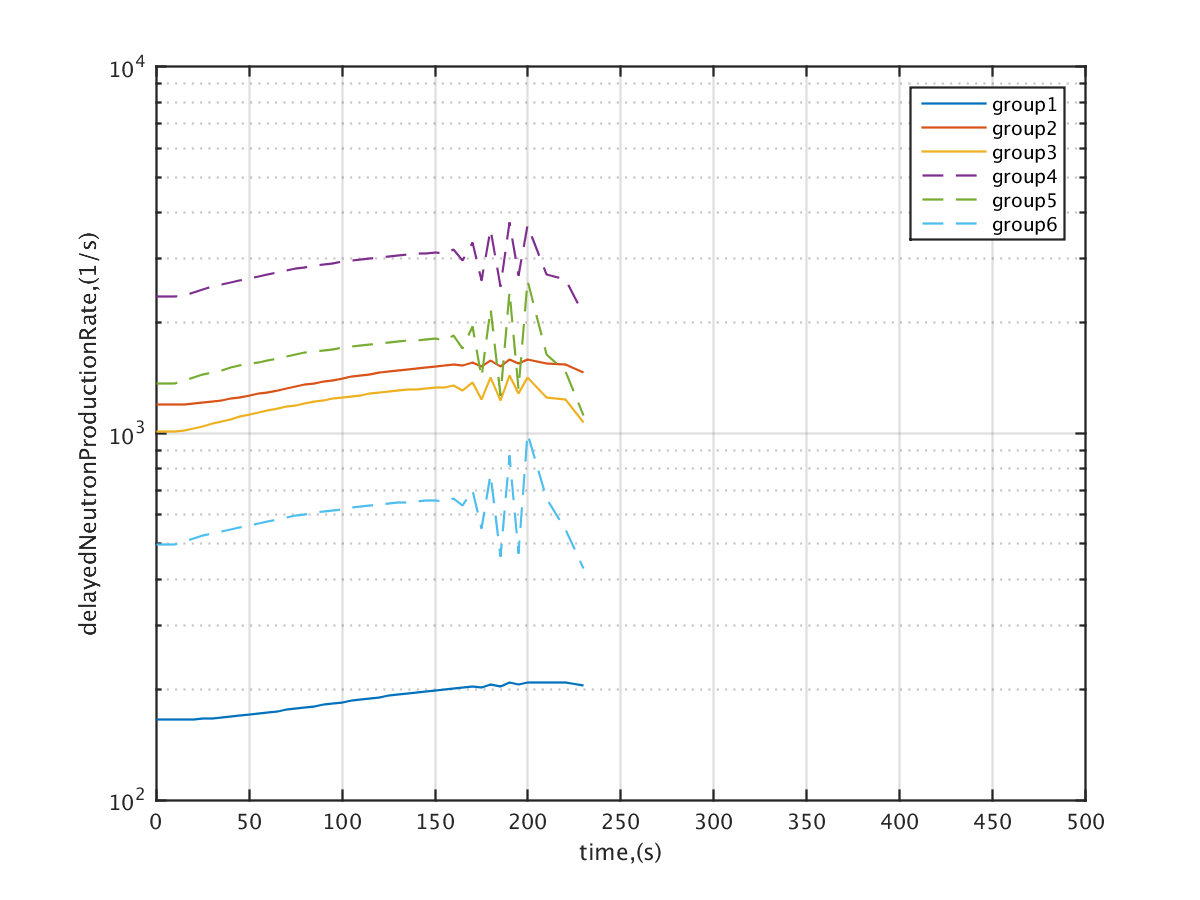 10^4
10^3
10^2
delayedNeutronProductionRate,(1/s)
0 50 100 150 200 250 300 350 400 450 500
time,(s)
group1
group2
group3
group4
group5
group6